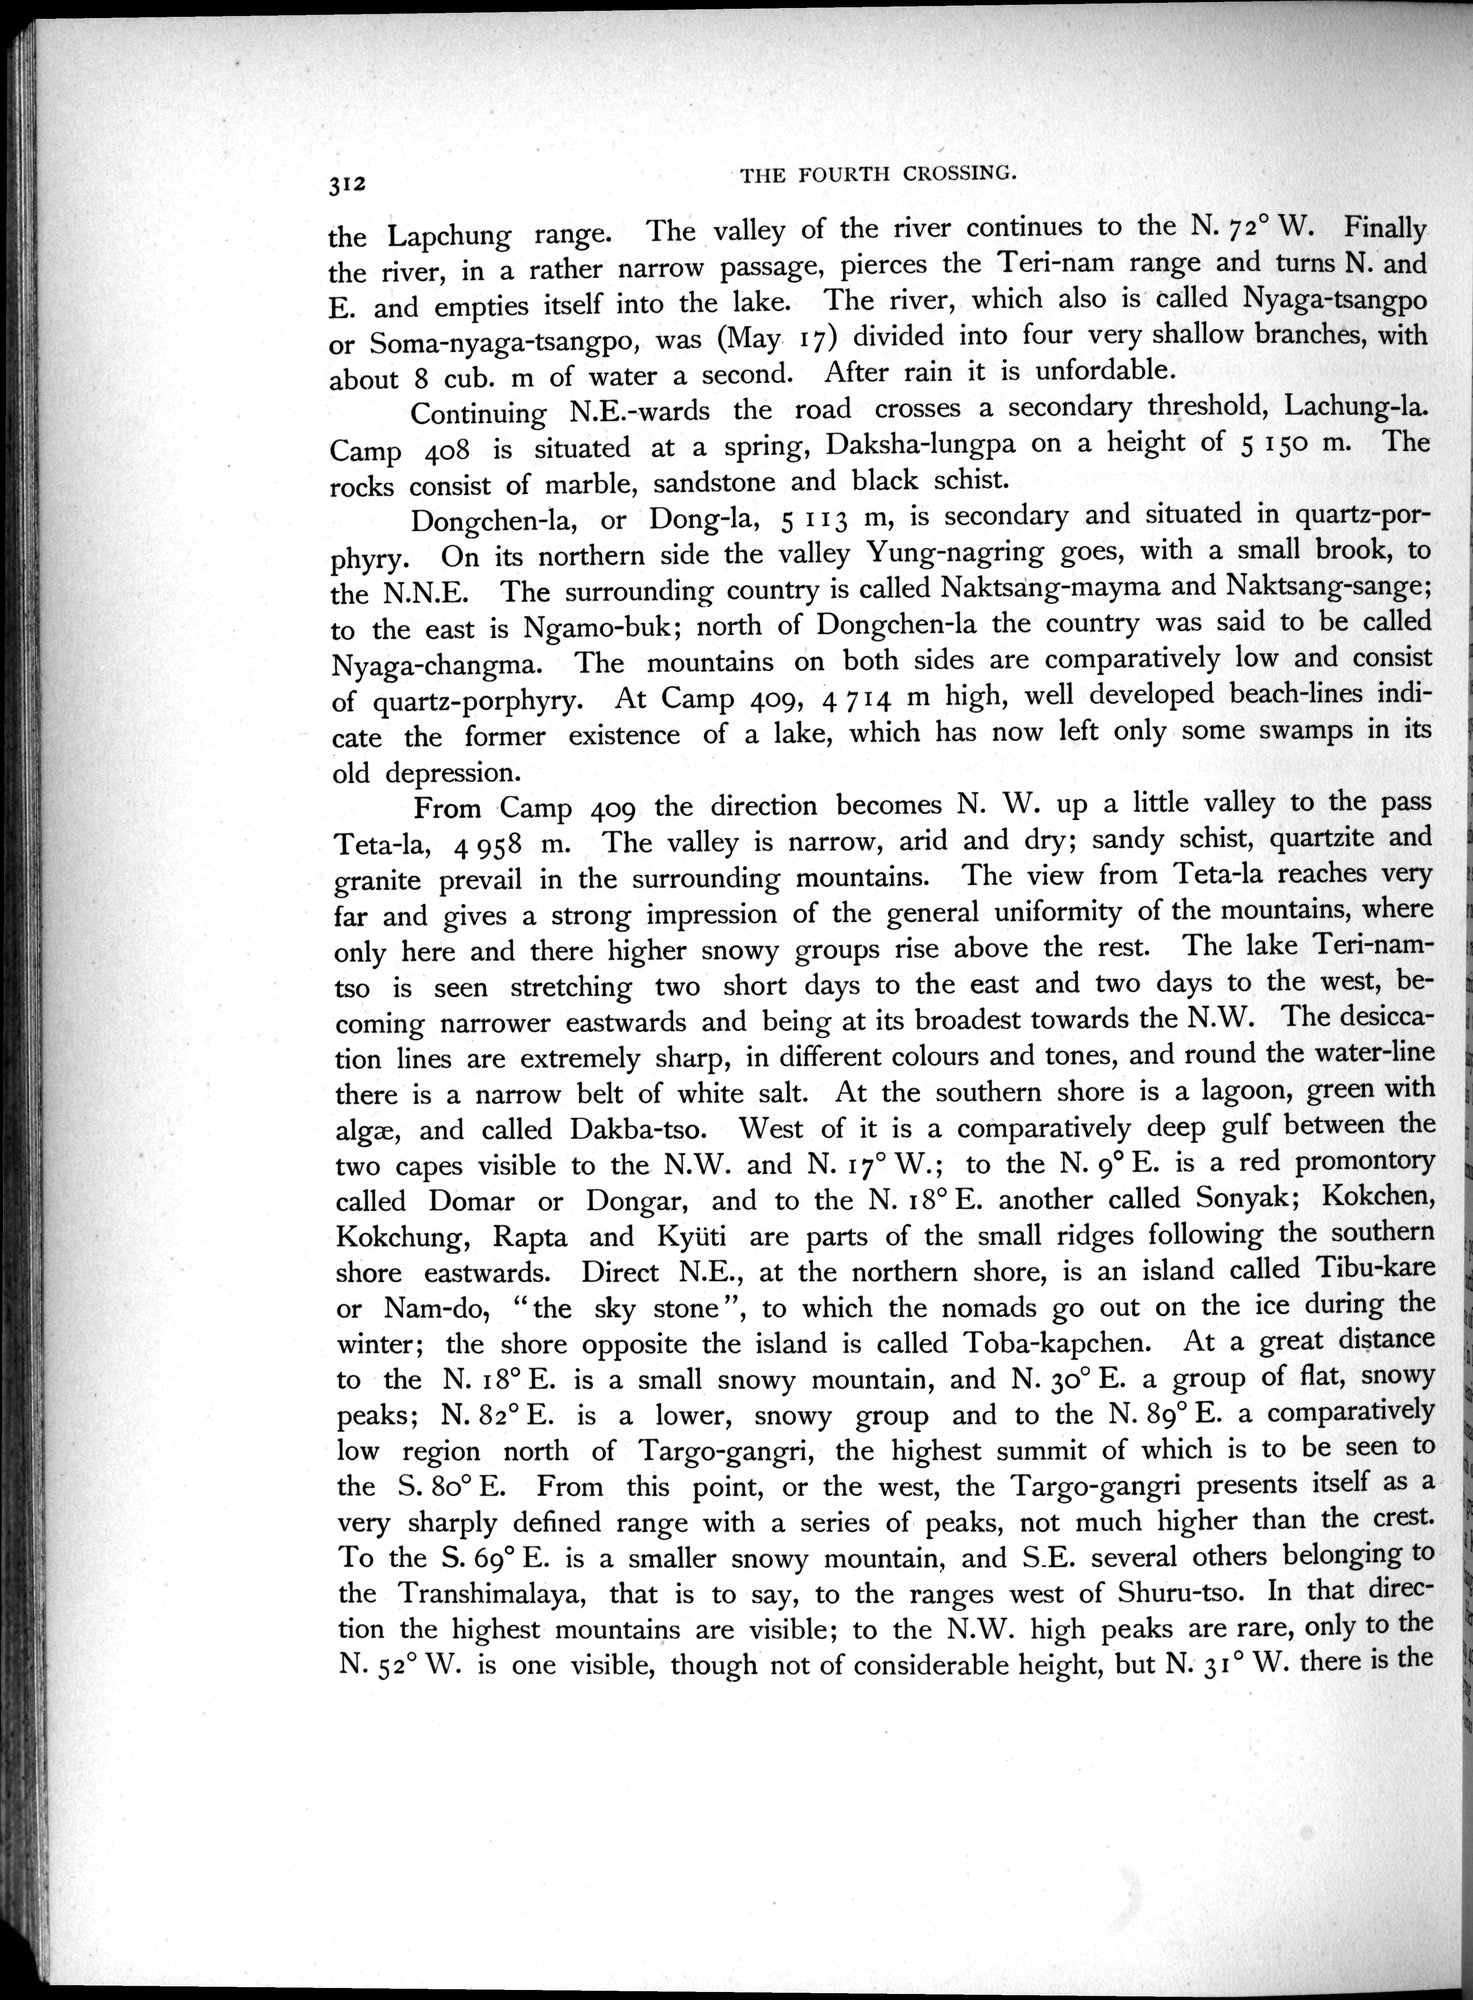 312
THE FOURTH CROSSING.
the Lapchung range. The valley of the river continues to the N. 72° W. Finally
the river, in a rather narrow passage, pierces the Teri-nam range and turns N. and
E. and empties itself into the lake. The river, which also is called Nyaga-tsangpo
or Soma-nyaga-tsangpo, was (May 17) divided into four very shallow branches, with
about 8 cub. m of water a second. After rain it is unfordable.
Continuing N.E.-wards the road crosses a secondary threshold, Lachung-la.
Camp 408 is situated at a spring, Daksha-lungpa on a height of 5 150 m. The
rocks consist of marble, sandstone and black schist.
Dongchen-la, or Dong-la, 5 113 m, is secondary and situated in quartz-por-
phyry. On its northern side the valley Yung-nagring goes, with a small brook, to
the N.N.E. The surrounding country is called Naktsang-mayma and Naktsang-sange;
to the east is Ngamo-buk; north of Dongchen-la the country was said to be called
Nyaga-changma. The mountains on both sides are comparatively low and consist
of quartz-porphyry. At Camp 409, 4 714 m high, well developed beach-lines indi-
cate the former existence of a lake, which has now left only some swamps in its
old depression.
From Camp 409 the direction becomes N. W. up a little valley to the pass
Teta-la, 4 958 m. The valley is narrow, arid and dry; sandy schist, quartzite and
granite prevail in the surrounding mountains. The view from Teta-la reaches very
far and gives a strong impression of the general uniformity of the mountains, where
only here and there higher snowy groups rise above the rest. The lake Teri-nam-
tso is seen stretching two short days to the east and two days to the west, be-
coming narrower eastwards and being at its broadest towards the N.W. The desicca-
tion lines are extremely sharp, in different colours and tones, and round the water-line
there is a narrow belt of white salt. At the southern shore is a lagoon, green with
algæ, and called Dakba-tso. West of it is a comparatively deep gulf between the
two capes visible to the N.W. and N. 17° W.; to the N. 9° E. is a red promontory
called Domar or Dongar, and to the N. 18° E. another called Sonyak; Kokchen,
Kokchung, Rapta and Kyüti are parts of the small ridges following the southern
shore eastwards. Direct N.E., at the northern shore, is an island called Tibu-kare
or Nam-do, “the sky stone”, to which the nomads go out on the ice during the
winter; the shore opposite the island is called Toba-kapchen. At a great distance
to the N. 18° E. is a small snowy mountain, and N. 30° E. a group of flat, snowy
peaks; N. 82° E. is a lower, snowy group and to the N. 89° E. a comparatively
low region north of Targo-gangri, the highest summit of which is to be seen to
the S. 80° E. From this point, or the west, the Targo-gangri presents itself as a
very sharply defined range with a series of peaks, not much higher than the crest.
To the S. 69° E. is a smaller snowy mountain, and S.E. several others belonging to
the Transhimalaya, that is to say, to the ranges west of Shuru-tso. In that direc-
tion the highest mountains are visible; to the N.W. high peaks are rare, only to the
N. 52° W. is one visible, though not of considerable height, but N. 31° W. there is the